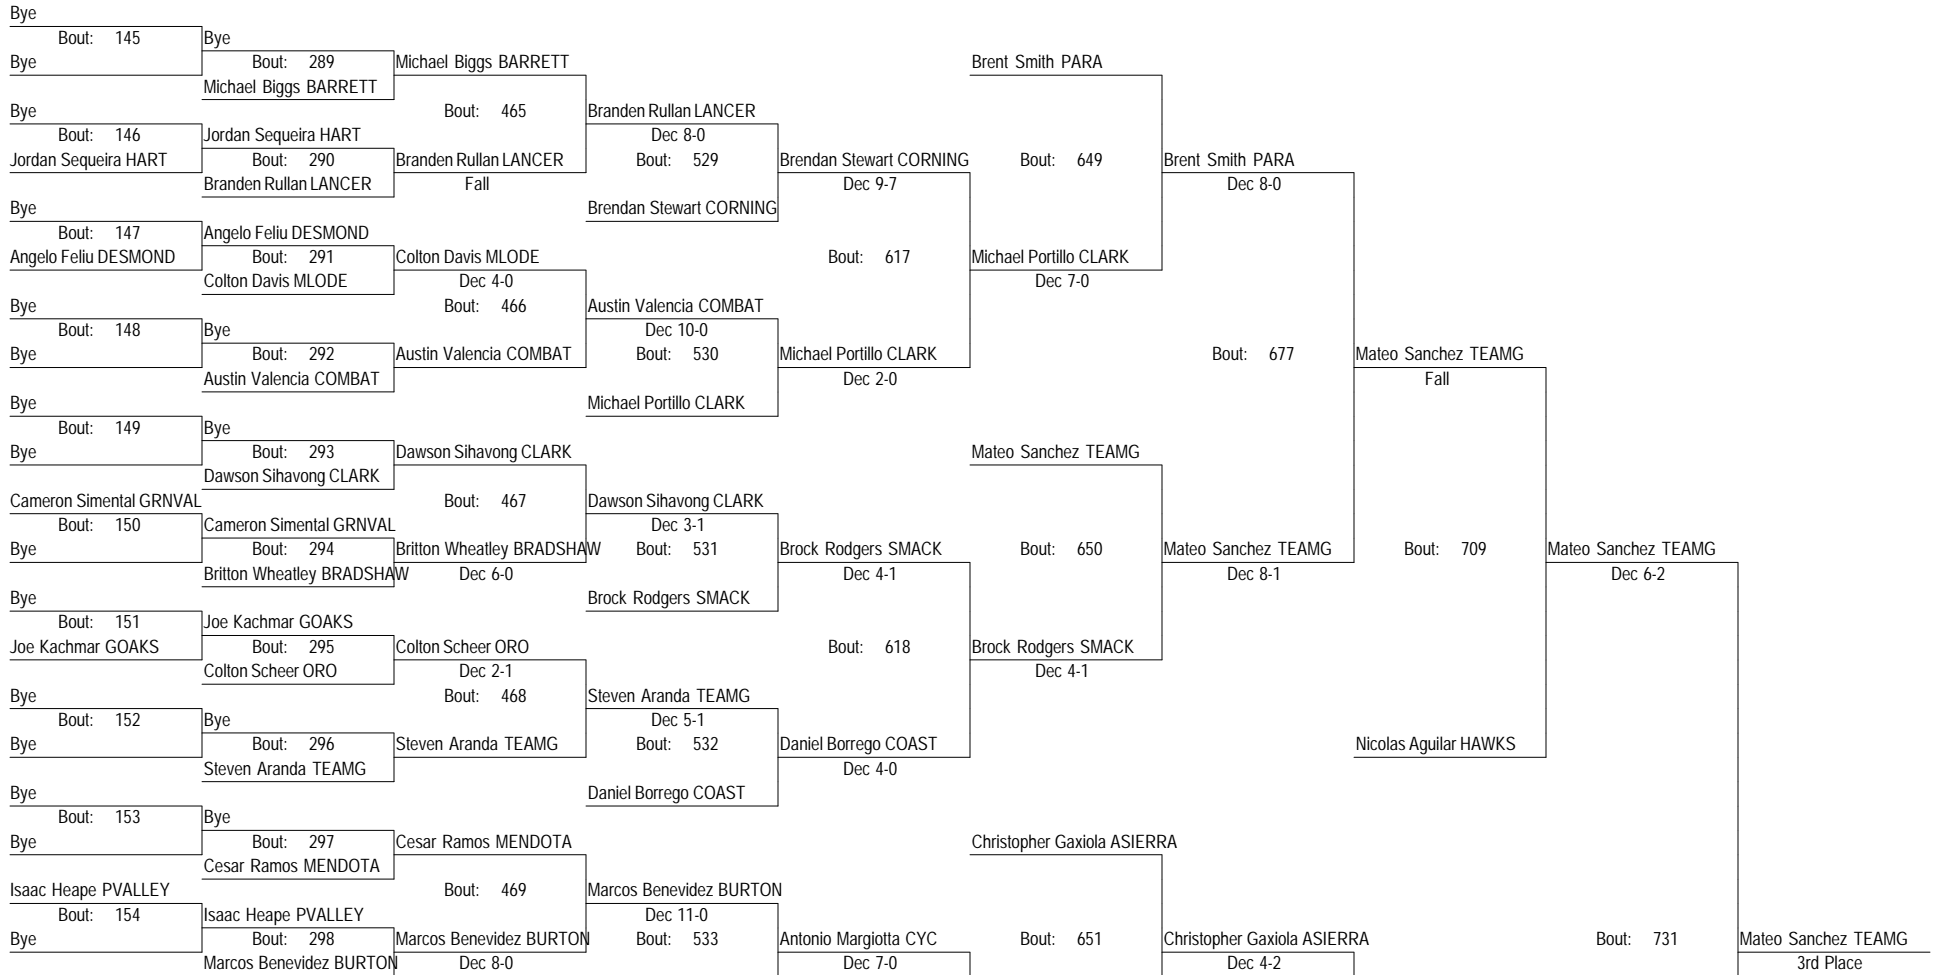 Bye
Bout: 145 Bye
Bye Bout: 289 Michael Biggs BARRETT Brent Smith PARA
Michael Biggs BARRETT
Bye Bout: 465 Branden Rullan LANCER
Bout: 146 Jordan Sequeira HART Dec 8-0
Jordan Sequeira HART Bout: 290 Branden Rullan LANCER Bout: 529 Brendan Stewart CORNING Bout: 649 Brent Smith PARA
Branden Rullan LANCER Fall Dec 9-7 Dec 8-0
Bye Brendan Stewart CORNING
Bout: 147 Angelo Feliu DESMOND
Angelo Feliu DESMOND Bout: 291 Colton Davis MLODE Bout: 617 Michael Portillo CLARK
Colton Davis MLODE Dec 4-0 Dec 7-0
Bye Bout: 466 Austin Valencia COMBAT
Bout: 148 Bye Dec 10-0
Bye Bout: 292 Austin Valencia COMBAT Bout: 530 Michael Portillo CLARK Bout: 677 Mateo Sanchez TEAMG
Austin Valencia COMBAT Dec 2-0 Fall
Bye Michael Portillo CLARK
Bout: 149 Bye
Bye Bout: 293 Dawson Sihavong CLARK Mateo Sanchez TEAMG
Dawson Sihavong CLARK
Cameron Simental GRNVAL Bout: 467 Dawson Sihavong CLARK
Bout: 150 Cameron Simental GRNVAL Dec 3-1
Bye Bout: 294 Britton Wheatley BRADSHAW Bout: 531 Brock Rodgers SMACK Bout: 650 Mateo Sanchez TEAMG Bout: 709 Mateo Sanchez TEAMG
Britton Wheatley BRADSHAW Dec 6-0 Dec 4-1 Dec 8-1 Dec 6-2
Bye Brock Rodgers SMACK
Bout: 151 Joe Kachmar GOAKS
Joe Kachmar GOAKS Bout: 295 Colton Scheer ORO Bout: 618 Brock Rodgers SMACK
Colton Scheer ORO Dec 2-1 Dec 4-1
Bye Bout: 468 Steven Aranda TEAMG
Bout: 152 Bye Dec 5-1
Bye Bout: 296 Steven Aranda TEAMG Bout: 532 Daniel Borrego COAST Nicolas Aguilar HAWKS
Steven Aranda TEAMG Dec 4-0
Bye Daniel Borrego COAST
Bout: 153 Bye
Bye Bout: 297 Cesar Ramos MENDOTA Christopher Gaxiola ASIERRA
Cesar Ramos MENDOTA
Isaac Heape PVALLEY Bout: 469 Marcos Benevidez BURTON
Bout: 154 Isaac Heape PVALLEY Dec 11-0
Bye Bout: 298 Marcos Benevidez BURTON Bout: 533 Antonio Margiotta CYC Bout: 651 Christopher Gaxiola ASIERRA Bout: 731 Mateo Sanchez TEAMG
Marcos Benevidez BURTON Dec 8-0 Dec 7-0 Dec 4-2 3rd Place